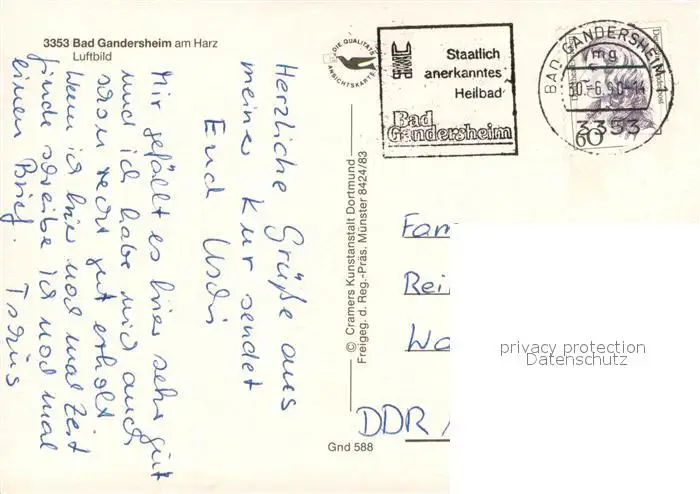 3353 Bad Gandersheim am Harz
Luftbild
DIE QUALITÄTS
ANSICHTSKARTE
Staatlich
anerkanntes
Heilbad
Bad
Gandersheim
BAD GANDERSHEIM 1
mg
30.-6.90-14
3353
60
Deutsche Bundespost
Herzliche Grüße aus
meiner Kur sendet
Euch Uschi
Mir gefällt es hier sehr gut
und ich habe mich auch
schon recht gut erholt
Wenn ich hier noch mal Zeit
finde schreibe ich noch mal
einen Brief. Tschüs
© Cramers Kunstanstalt Dortmund
Freigeg. d. Reg.-Präs. Münster 8424/83
Fam
Rei
Wa
DDR
Gnd 588
privacy protection
Datenschutz